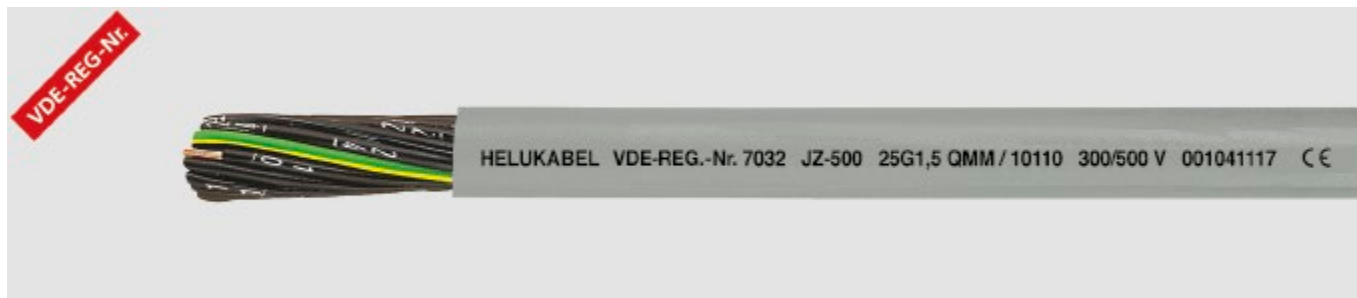 VDE-REG-Nr.
HELUKABEL VDE-REG.-Nr. 7032 JZ-500 25G1,5 QMM / 10110 300/500 V 001041117 CE